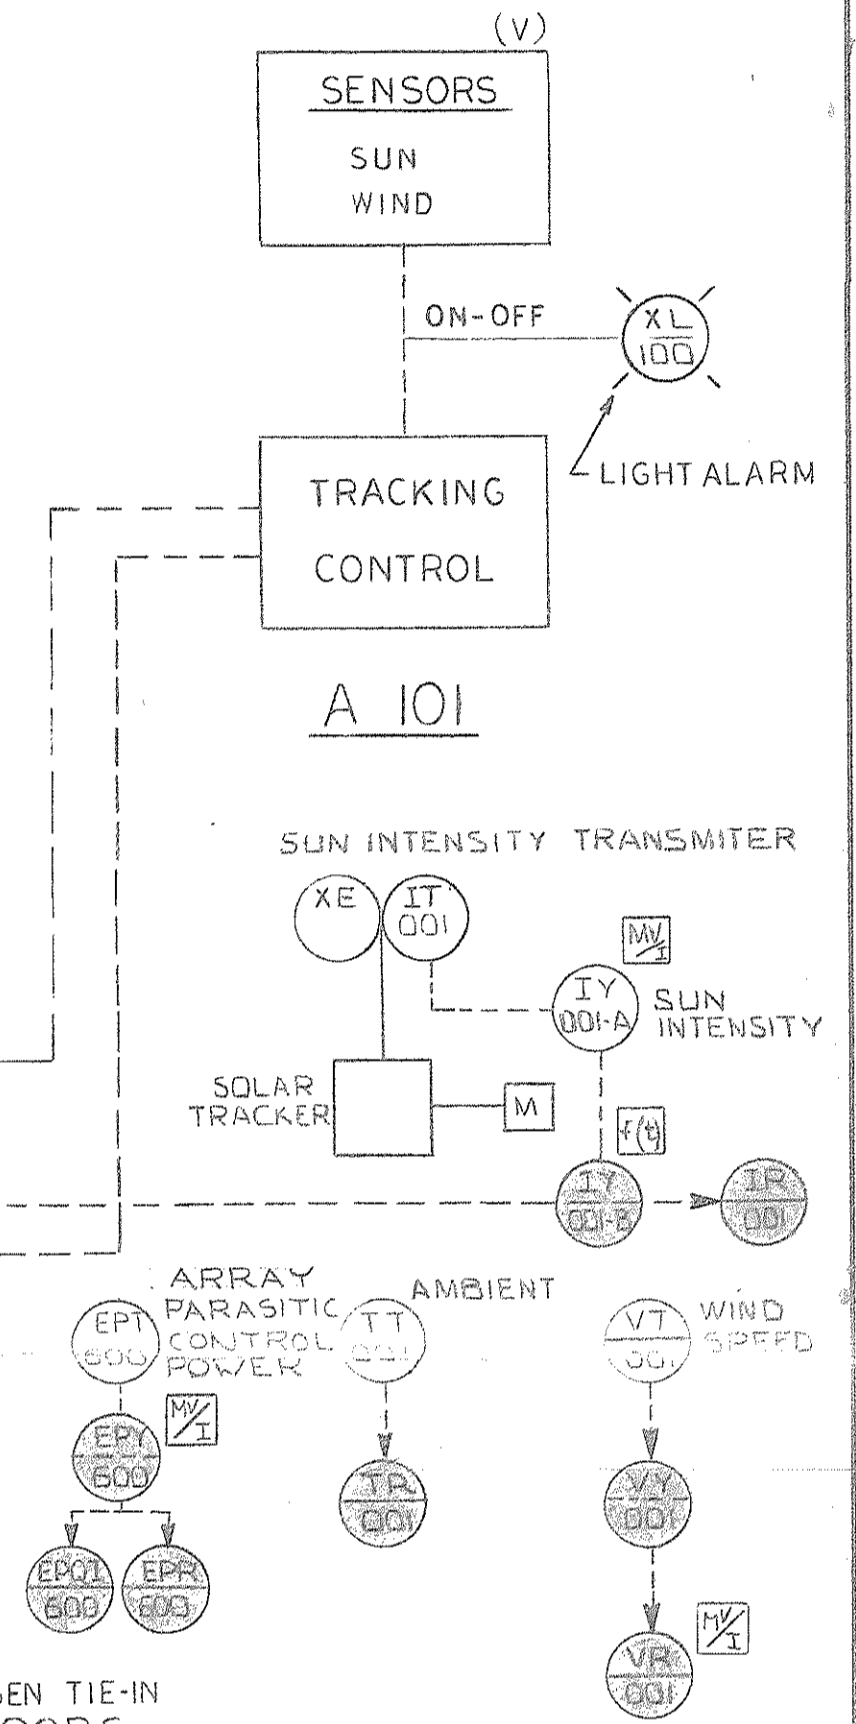 (V)
SENSORS
SUN
WIND
ON-OFF
XL
100
LIGHT ALARM
TRACKING
CONTROL
A 101
SUN INTENSITY TRANSMITER
XE
IT
001
MV/I
IY
001-A
SUN
INTENSITY
SOLAR
TRACKER
M
f(t)
IY
001-B
IR
001
ARRAY
PARASITIC
CONTROL
POWER
EPT
600
AMBIENT
TT
001
VT
001
WIND
SPEED
MV/I
EPY
600
TR
001
VY
001
EPQI
600
EPR
600
MV/I
VR
001
TIE-IN